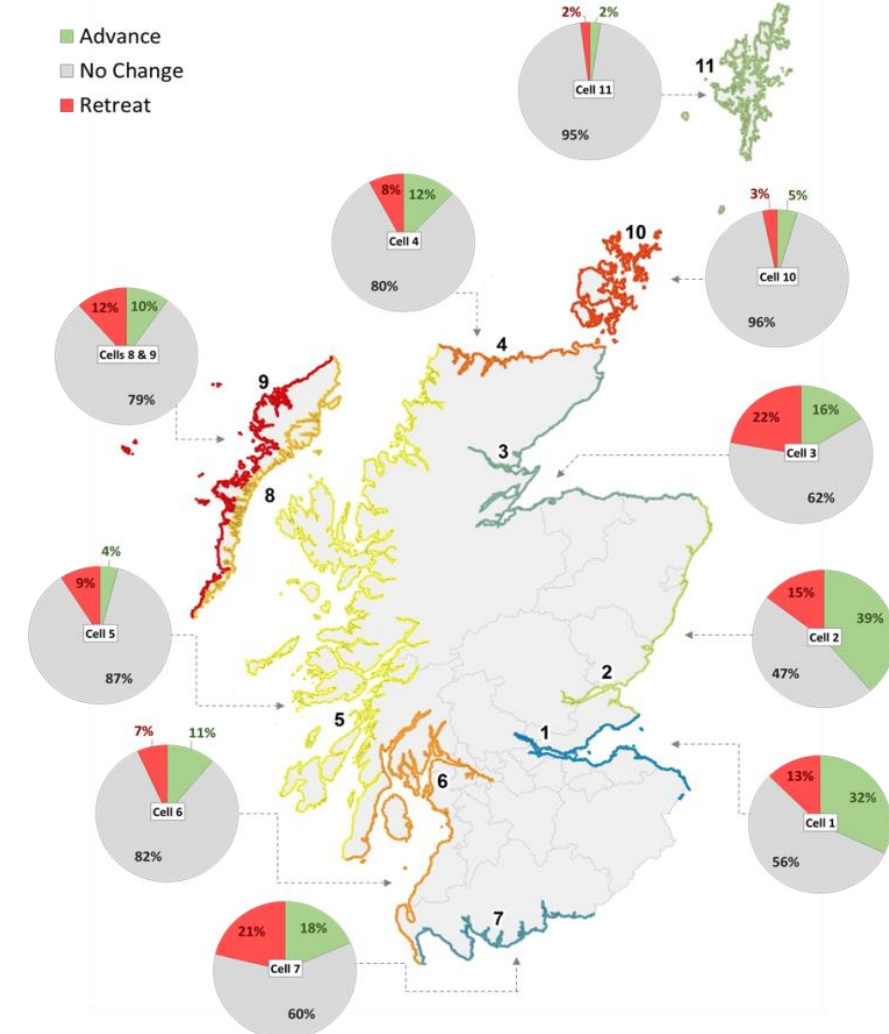 Advance
No Change
Retreat
2% 2%
Cell 11
95%
11
8% 12%
Cell 4
80%
3% 5%
Cell 10
96%
10
12% 10%
Cells 8 & 9
79%
4
9
8
3
22% 16%
Cell 3
62%
4%
9%
Cell 5
87%
15% 39%
Cell 2
47%
2
5
1
7% 11%
Cell 6
82%
6
13% 32%
Cell 1
56%
21% 18%
Cell 7
60%
7